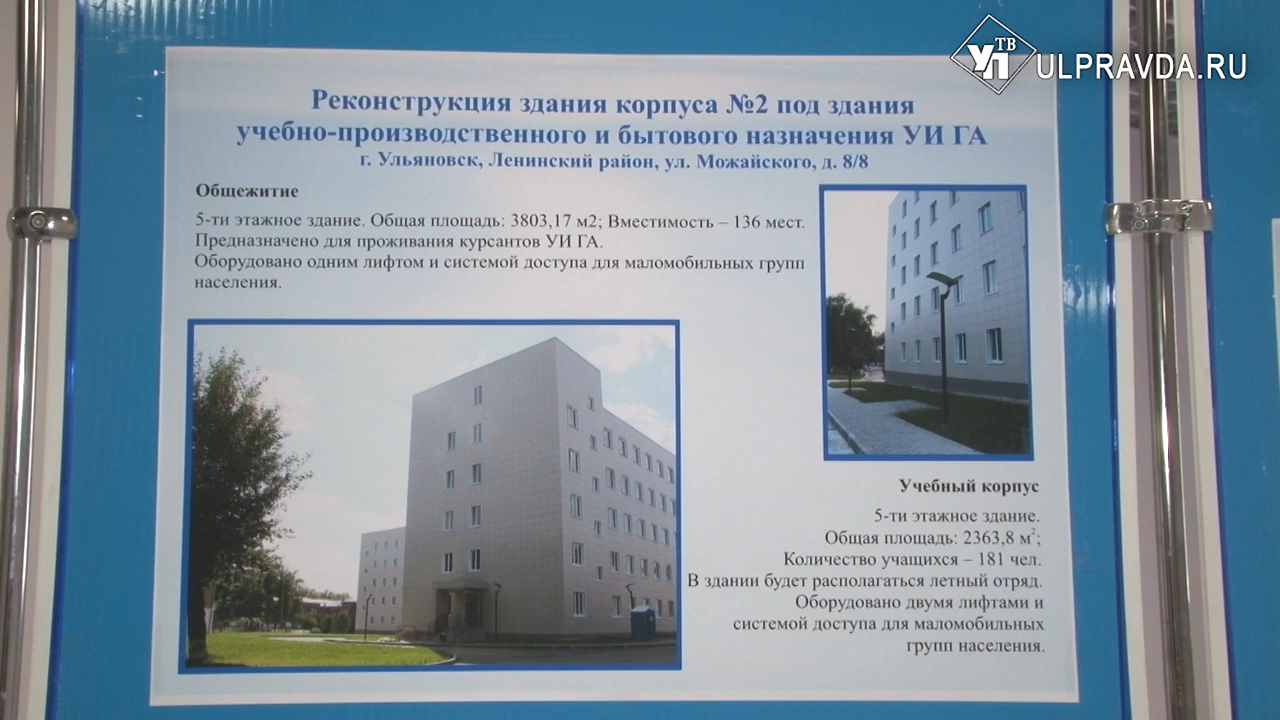 УП ТВ ULPRAVDA.RU
Реконструкция здания корпуса №2 под здания
учебно-производственного и бытового назначения УИ ГА
г. Ульяновск, Ленинский район, ул. Можайского, д. 8/8
Общежитие
5-ти этажное здание. Общая площадь: 3803,17 м2; Вместимость – 136 мест.
Предназначено для проживания курсантов УИ ГА.
Оборудовано одним лифтом и системой доступа для маломобильных групп
населения.
Учебный корпус
5-ти этажное здание.
Общая площадь: 2363,8 м²;
Количество учащихся – 181 чел.
В здании будет располагаться летный отряд.
Оборудовано двумя лифтами и
системой доступа для маломобильных
групп населения.